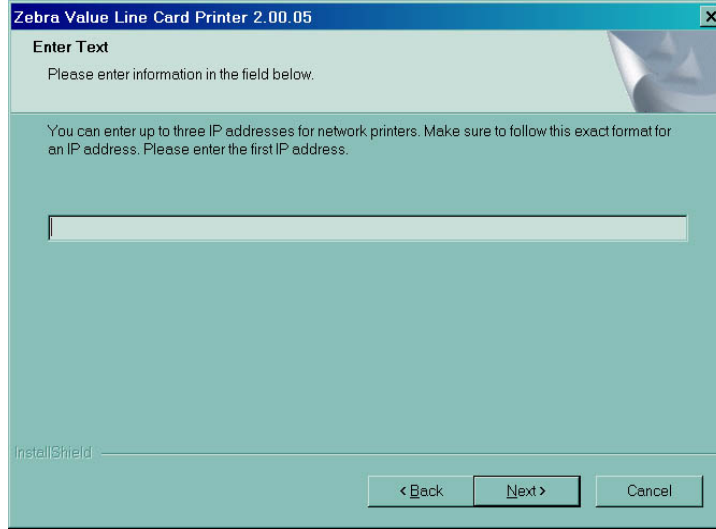 Zebra Value Line Card Printer 2.00.05
Enter Text
Please enter information in the field below.
You can enter up to three IP addresses for network printers. Make sure to follow this exact format for
an IP address. Please enter the first IP address.
InstallShield
< Back Next > Cancel